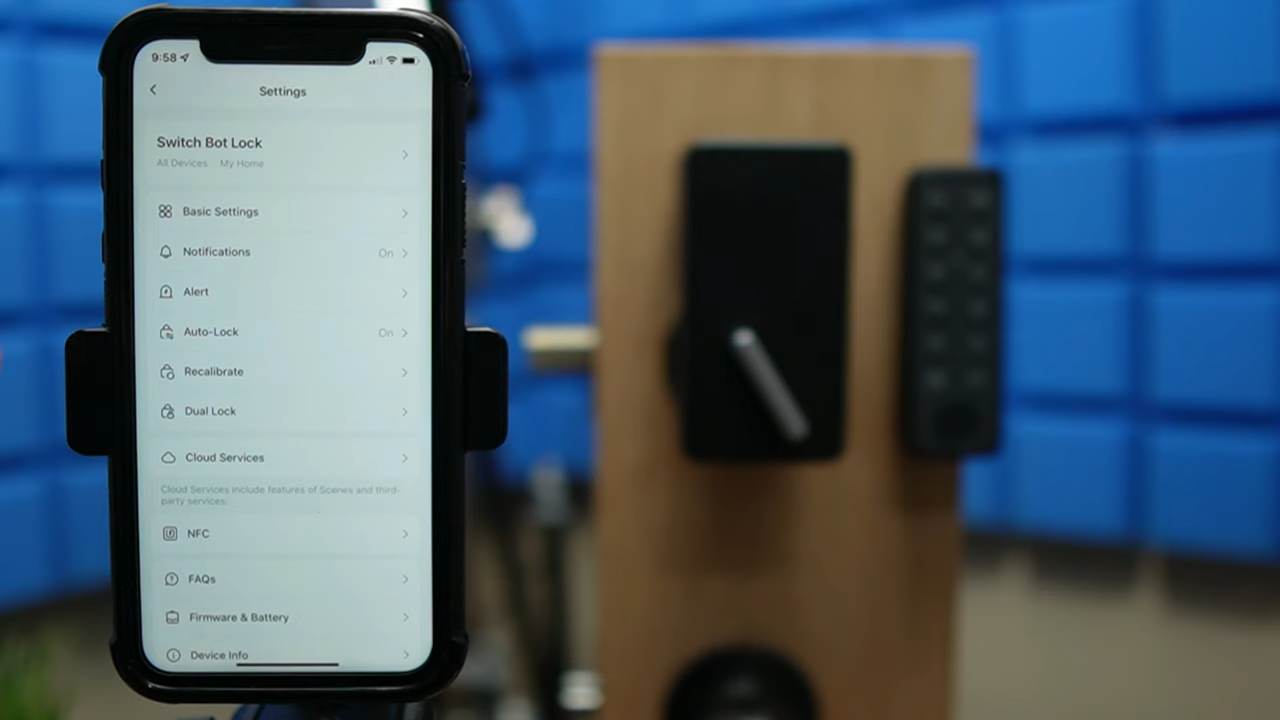 9:58
Settings
Switch Bot Lock
All Devices My Home
Basic Settings
Notifications On
Alert
Auto-Lock On
Recalibrate
Dual Lock
Cloud Services
Cloud Services include features of Scenes and third-
party services.
NFC
FAQs
Firmware & Battery
Device Info